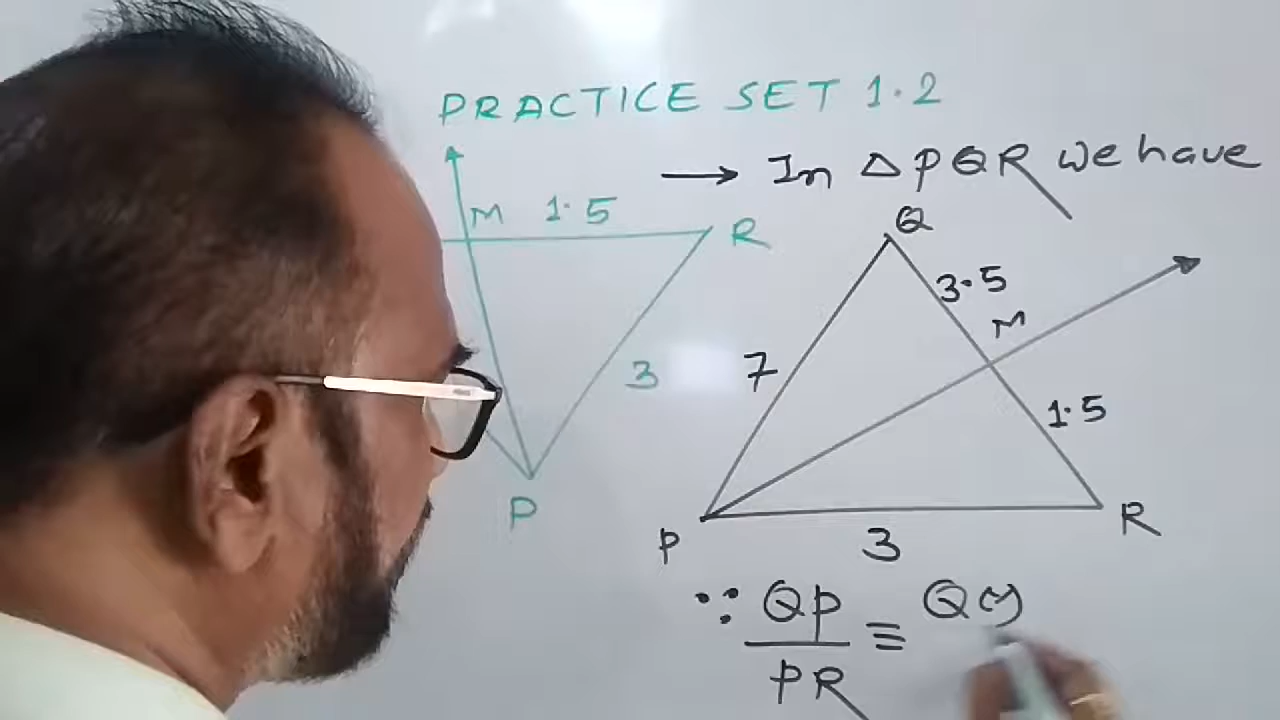 PRACTICE SET 1.2
→ In △PQR we have
M 1.5 R
3
P
Q
3.5
M
7
1.5
P 3 R
∵ QP ≡ QM
PR